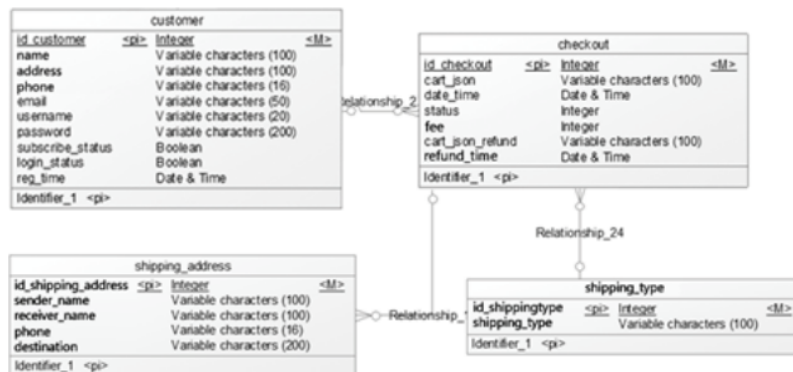 customer
id_customer <pi> Integer <M>
name Variable characters (100)
address Variable characters (100)
phone Variable characters (16)
email Variable characters (50)
username Variable characters (20)
password Variable characters (200)
subscribe_status Boolean
login_status Boolean
reg_time Date & Time
Identifier_1 <pi>
Relationship_2
checkout
id_checkout <pi> Integer <M>
cart_json Variable characters (100)
date_time Date & Time
status Integer
fee Integer
cart_json_refund Variable characters (100)
refund_time Date & Time
Identifier_1 <pi>
Relationship_24
shipping_address
id_shipping_address <pi> Integer <M>
sender_name Variable characters (100)
receiver_name Variable characters (100)
phone Variable characters (16)
destination Variable characters (200)
Identifier_1 <pi>
Relationship_
shipping_type
id_shippingtype <pi> Integer <M>
shipping_type Variable characters (100)
Identifier_1 <pi>